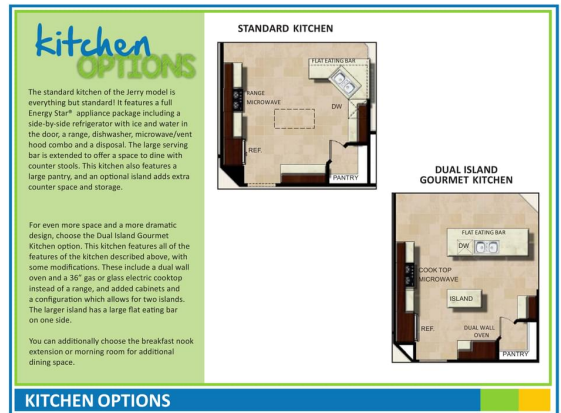 kitchen
OPTIONS
The standard kitchen of the Jerry model is
everything but standard! It features a full
Energy Star® appliance package including a
side-by-side refrigerator with ice and water in
the door, a range, dishwasher, microwave/vent
hood combo and a disposal. The large serving
bar is extended to offer a space to dine with
counter stools. This kitchen also features a
large pantry, and an optional island adds extra
counter space and storage.
For even more space and a more dramatic
design, choose the Dual Island Gourmet
Kitchen option. This kitchen features all of the
features of the kitchen described above, with
some modifications. These include a dual wall
oven and a 36" gas or glass electric cooktop
instead of a range, and added cabinets and
a configuration which allows for two islands.
The larger island has a large flat eating bar
on one side.
You can additionally choose the breakfast nook
extension or morning room for additional
dining space.
STANDARD KITCHEN
FLAT EATING BAR
RANGE
MICROWAVE
DW
REF.
PANTRY
DUAL ISLAND
GOURMET KITCHEN
FLAT EATING BAR
DW
COOK TOP
MICROWAVE
ISLAND
REF.
DUAL WALL
OVEN
PANTRY
KITCHEN OPTIONS